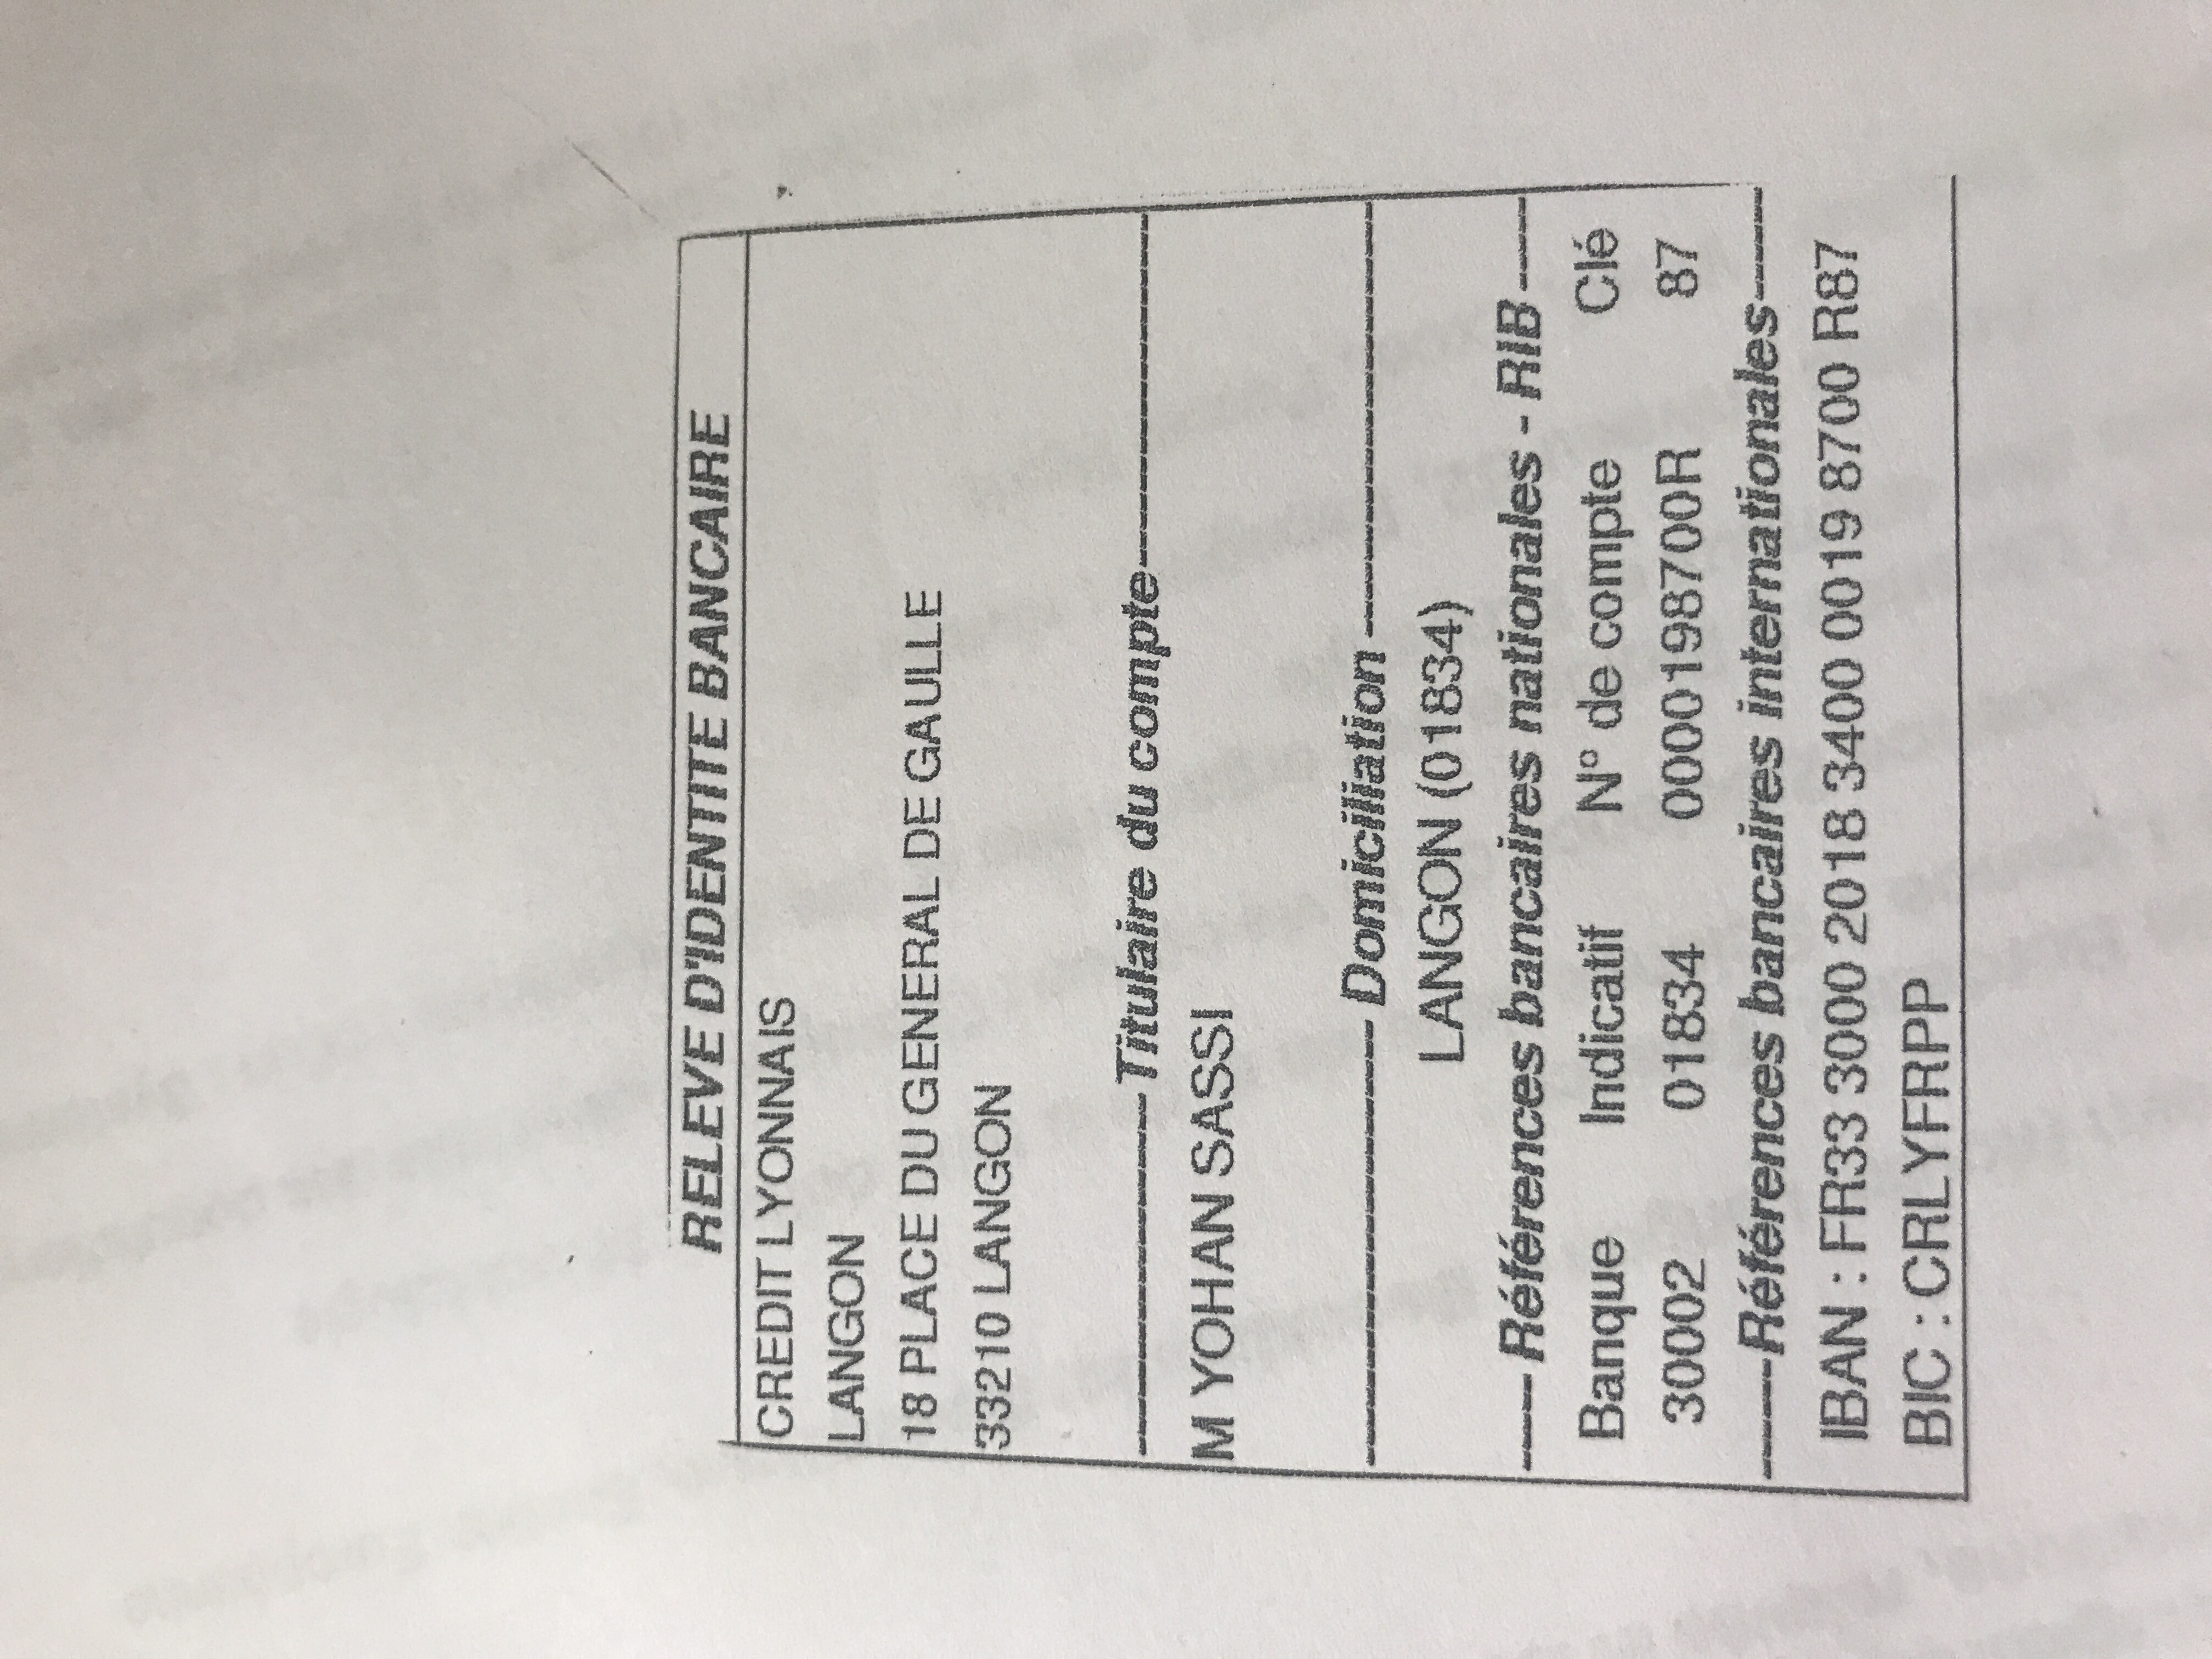 RELEVE D'IDENTITE BANCAIRE
CREDIT LYONNAIS
LANGON
18 PLACE DU GENERAL DE GAULLE
33210 LANGON
---------------- Titulaire du compte ----------------
M YOHAN SASSI
---------------- Domiciliation ----------------
LANGON (01834)
---- Références bancaires nationales - RIB ----
Banque Indicatif N° de compte Clé
30002 01834 0000198700R 87
----- Références bancaires internationales -----
IBAN : FR33 3000 2018 3400 0019 8700 R87
BIC : CRLYFRPP